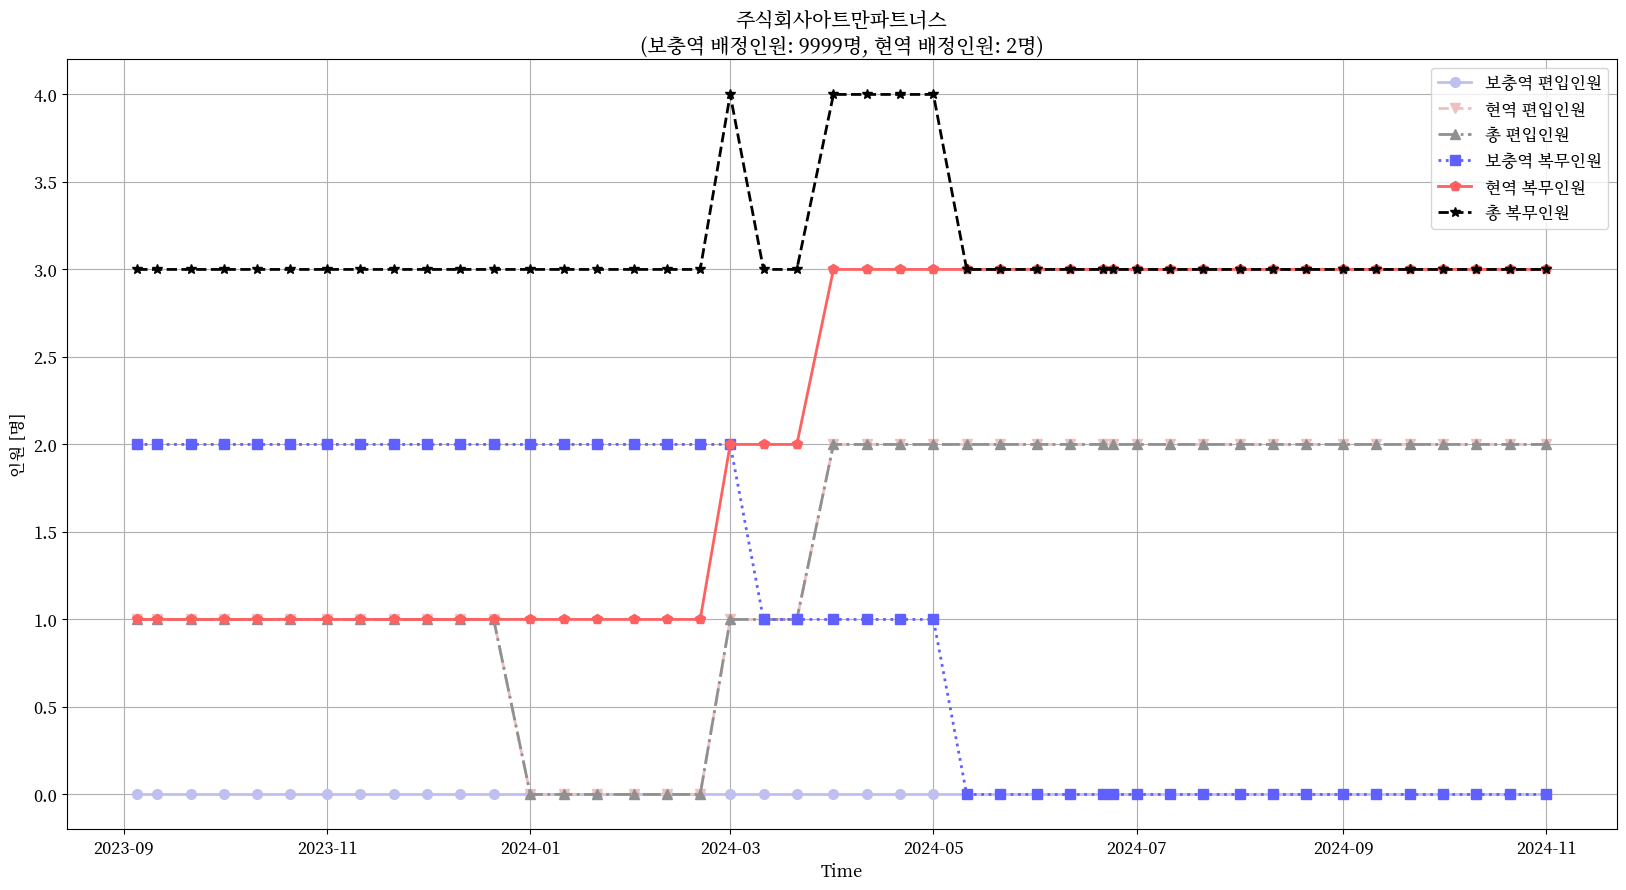 주식회사아트만파트너스
(보충역 배정인원: 9999명, 현역 배정인원: 2명)
보충역 편입인원
현역 편입인원
총 편입인원
보충역 복무인원
현역 복무인원
총 복무인원
인원 [명]
4.0
3.5
3.0
2.5
2.0
1.5
1.0
0.5
0.0
2023-09
2023-11
2024-01
2024-03
2024-05
2024-07
2024-09
2024-11
Time